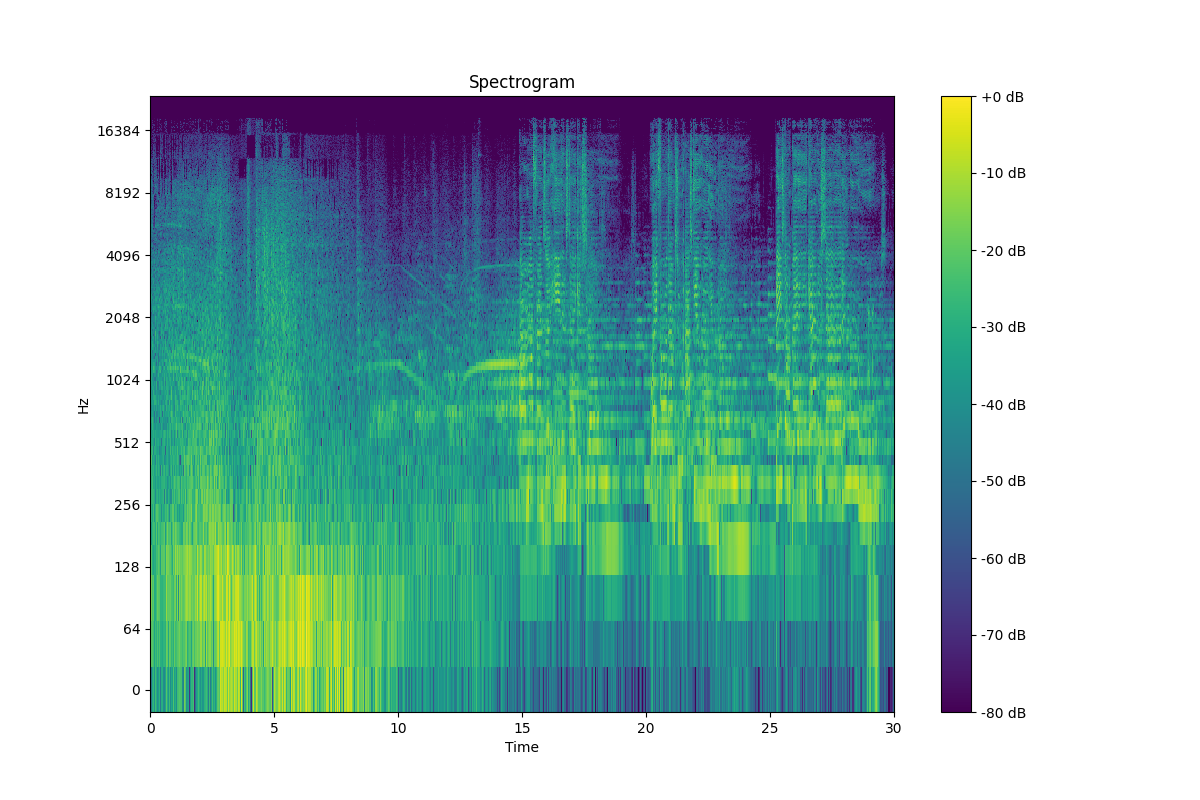 Spectrogram
16384
8192
4096
2048
1024
512
256
128
64
0
Hz
0 5 10 15 20 25 30
Time
+0 dB
-10 dB
-20 dB
-30 dB
-40 dB
-50 dB
-60 dB
-70 dB
-80 dB